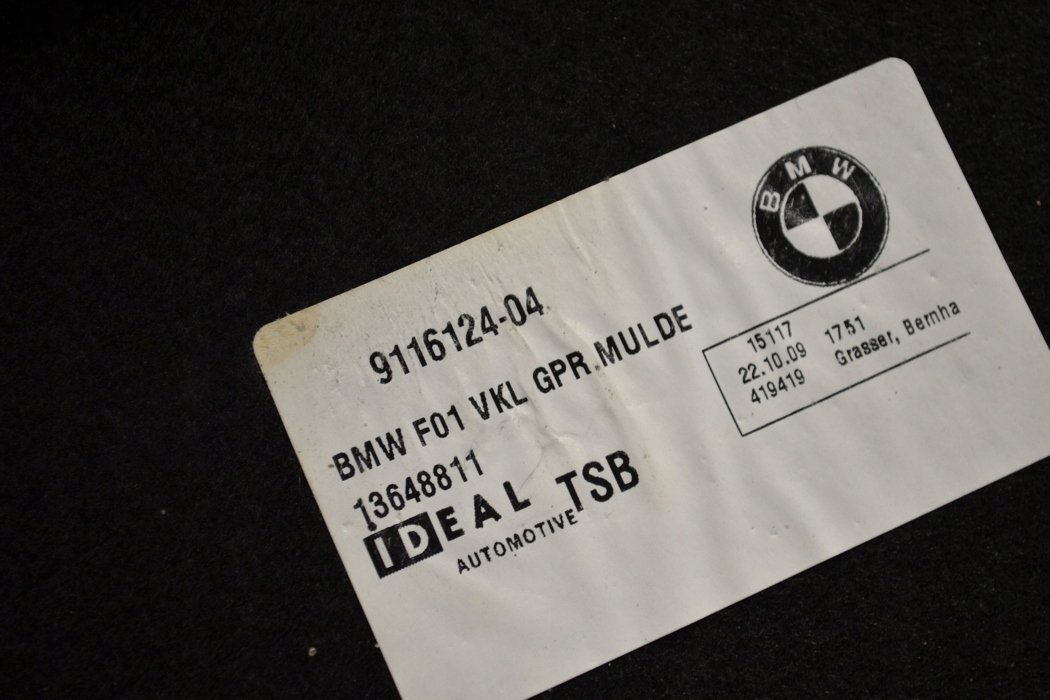 BMW
9116124-04
BMW F01 VKL GPR.MULDE
13648811
IDEAL TSB
AUTOMOTIVE
15117 1751
22.10.09 Grasser, Bernha
419419